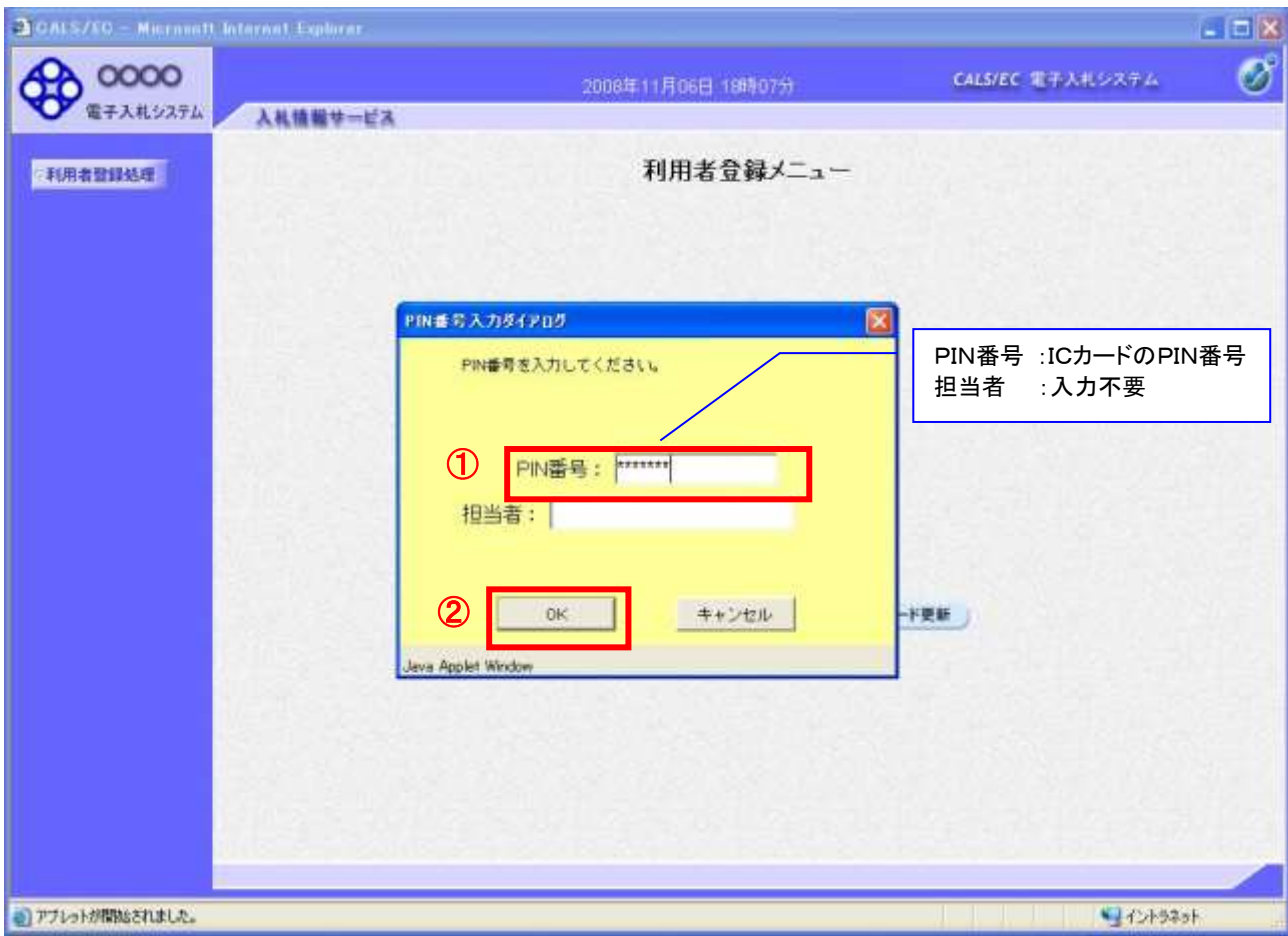 CALS/EC - Microsoft Internet Explorer
〇〇〇〇
電子入札システム
2008年11月06日 18時07分
CALS/EC 電子入札システム
入札情報サービス
利用者登録処理
利用者登録メニュー
PIN番号入力ダイアログ
PIN番号を入力してください。
PIN番号 :ICカードのPIN番号
担当者 :入力不要
① PIN番号： *******
担当者：
② OK キャンセル
ード更新
Java Applet Window
アプレットが開始されました。
イントラネット